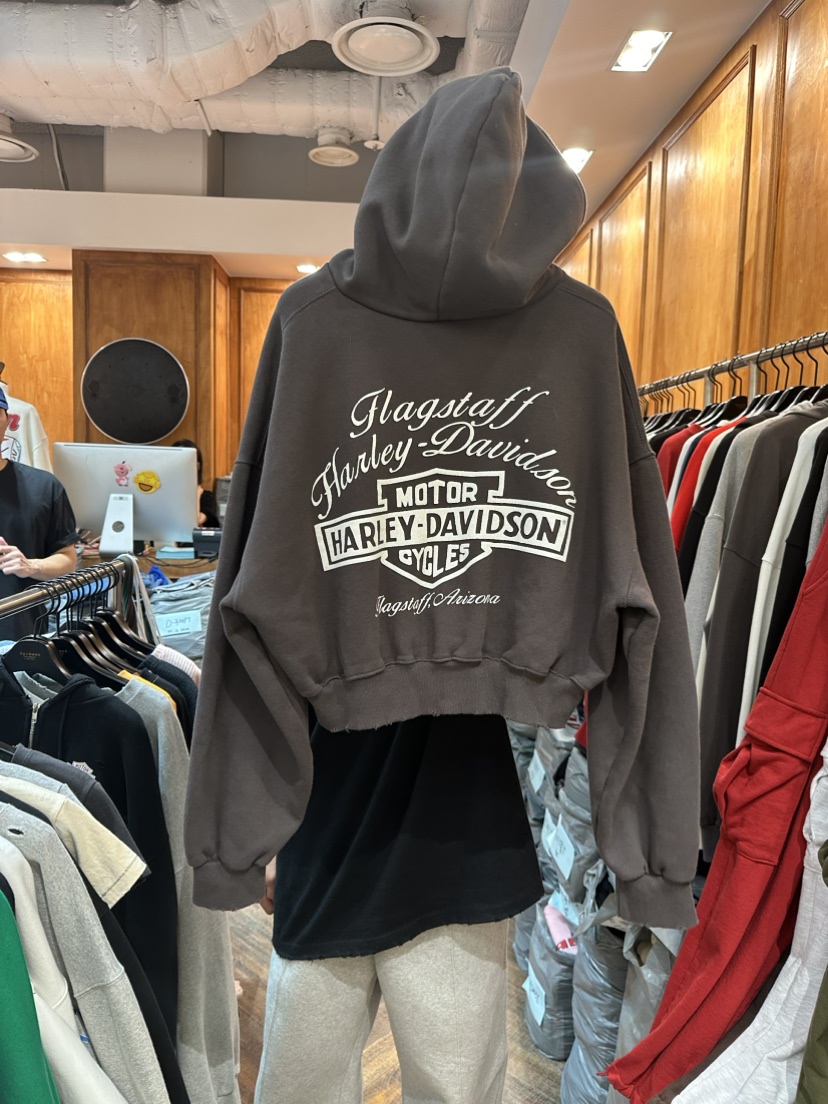 Flagstaff
Harley-Davidson
MOTOR
HARLEY-DAVIDSON
CYCLES
Flagstaff, Arizona